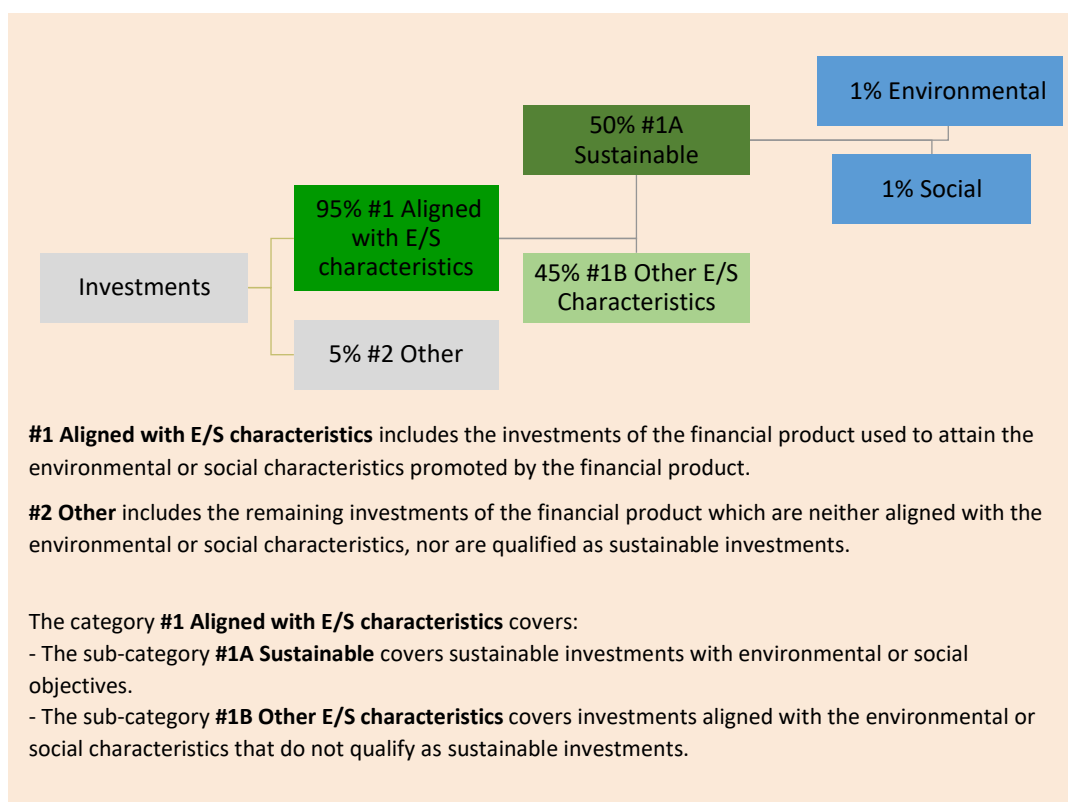 1% Environmental
50% #1A
Sustainable
1% Social
95% #1 Aligned
with E/S
characteristics
45% #1B Other E/S
Characteristics
Investments
5% #2 Other
#1 Aligned with E/S characteristics includes the investments of the financial product used to attain the
environmental or social characteristics promoted by the financial product.
#2 Other includes the remaining investments of the financial product which are neither aligned with the
environmental or social characteristics, nor are qualified as sustainable investments.
The category #1 Aligned with E/S characteristics covers:
- The sub-category #1A Sustainable covers sustainable investments with environmental or social
objectives.
- The sub-category #1B Other E/S characteristics covers investments aligned with the environmental or
social characteristics that do not qualify as sustainable investments.